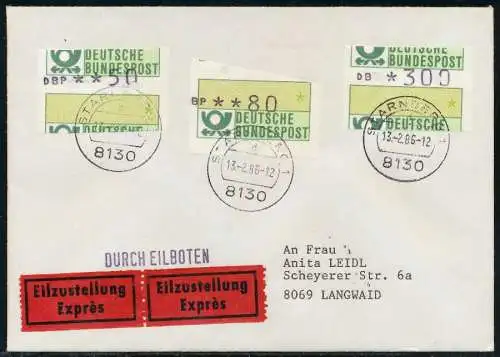 DEUTSCHE
BUNDESPOST
DBP **50
DEUTSCHE
BP **80
DEUTSCHE
BUNDESPOST
DEUTSCHE
BUNDESPOST
DB * 300
DEUTSCHE
8130
13.-2.86-12
8130
13.-2.86-12
8130
DURCH EILBOTEN
Eilzustellung
Exprès
Eilzustellung
Exprès
An Frau
Anita LEIDL
Scheyerer Str. 6a
8069 LANGWAID